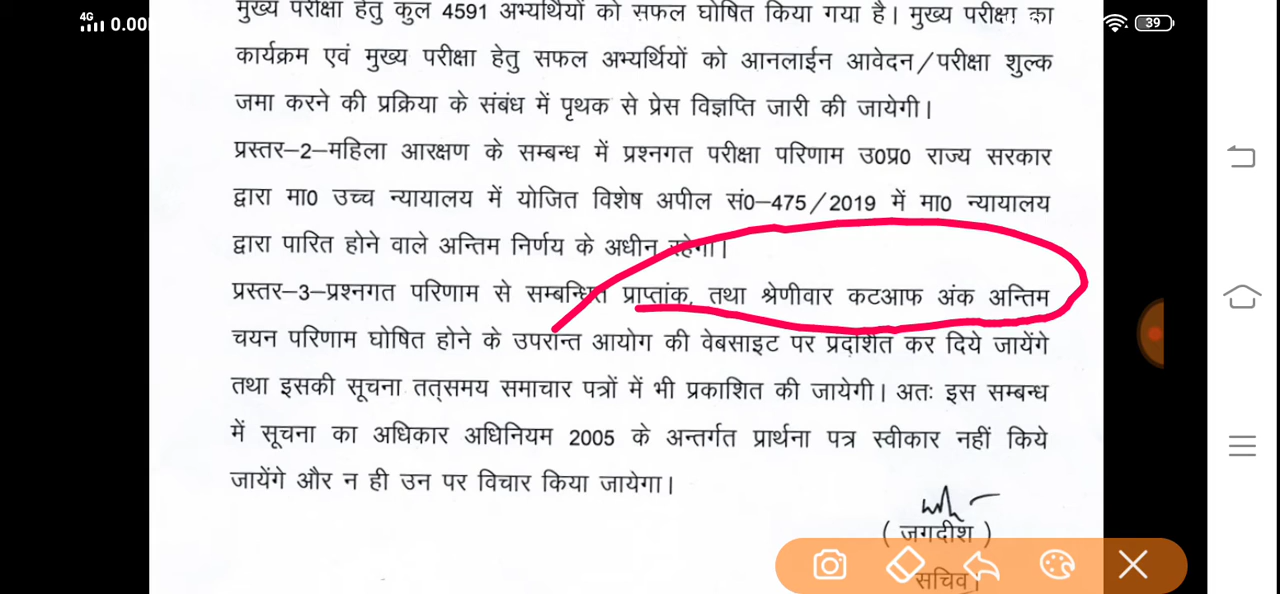 4G 0.00 39
मुख्य परीक्षा हेतु कुल 4591 अभ्यर्थियों को सफल घोषित किया गया है। मुख्य परीक्षा का
कार्यक्रम एवं मुख्य परीक्षा हेतु सफल अभ्यर्थियों को आनलाईन आवेदन/परीक्षा शुल्क
जमा करने की प्रक्रिया के संबंध में पृथक से प्रेस विज्ञप्ति जारी की जायेगी।
प्रस्तर–2–महिला आरक्षण के सम्बन्ध में प्रश्नगत परीक्षा परिणाम उ0प्र0 राज्य सरकार
द्वारा मा0 उच्च न्यायालय में योजित विशेष अपील सं0–475/2019 में मा0 न्यायालय
द्वारा पारित होने वाले अन्तिम निर्णय के अधीन रहेगा।
प्रस्तर–3–प्रश्नगत परिणाम से सम्बन्धित प्राप्तांक, तथा श्रेणीवार कटआफ अंक अन्तिम
चयन परिणाम घोषित होने के उपरान्त आयोग की वेबसाइट पर प्रदर्शित कर दिये जायेंगे
तथा इसकी सूचना तत्समय समाचार पत्रों में भी प्रकाशित की जायेगी। अतः इस सम्बन्ध
में सूचना का अधिकार अधिनियम 2005 के अन्तर्गत प्रार्थना पत्र स्वीकार नहीं किये
जायेंगे और न ही उन पर विचार किया जायेगा।
( जगदीश )
सचिव।